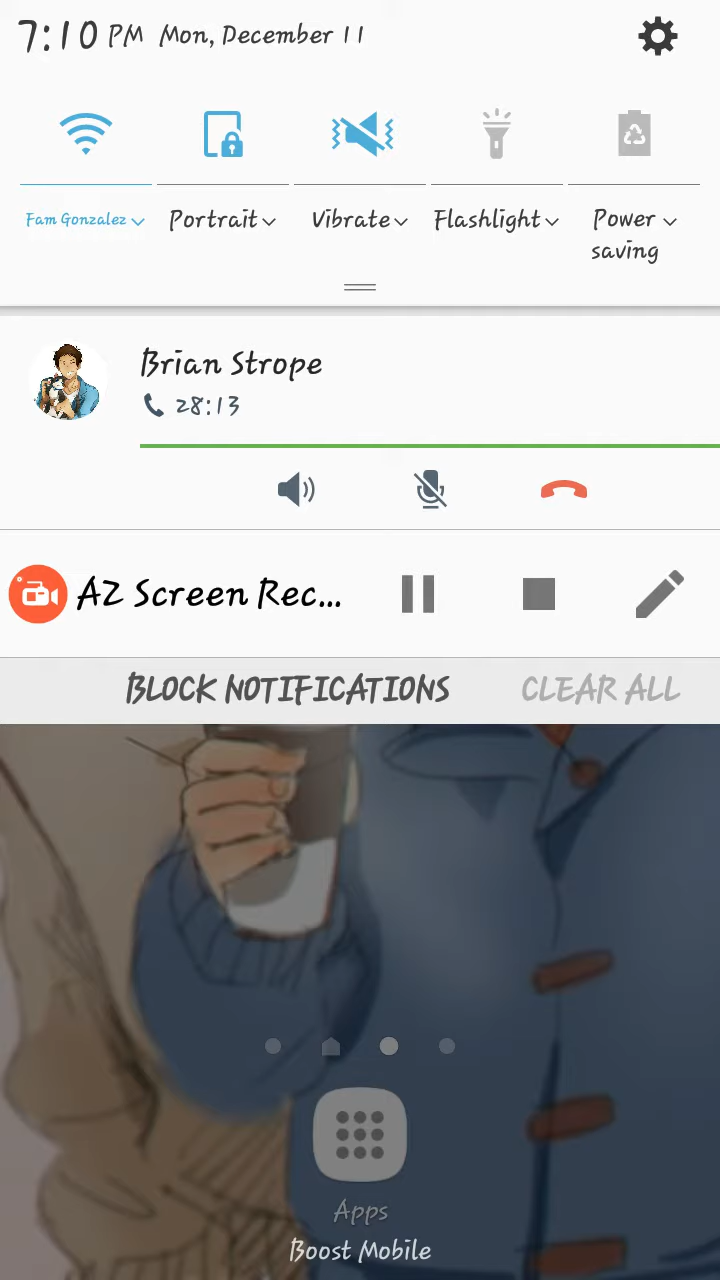 7:10 PM Mon, December 11
Fam Gonzalez
Portrait
Vibrate
Flashlight
Power
saving
Brian Strope
28:13
AZ Screen Rec...
BLOCK NOTIFICATIONS
CLEAR ALL
Apps
Boost Mobile